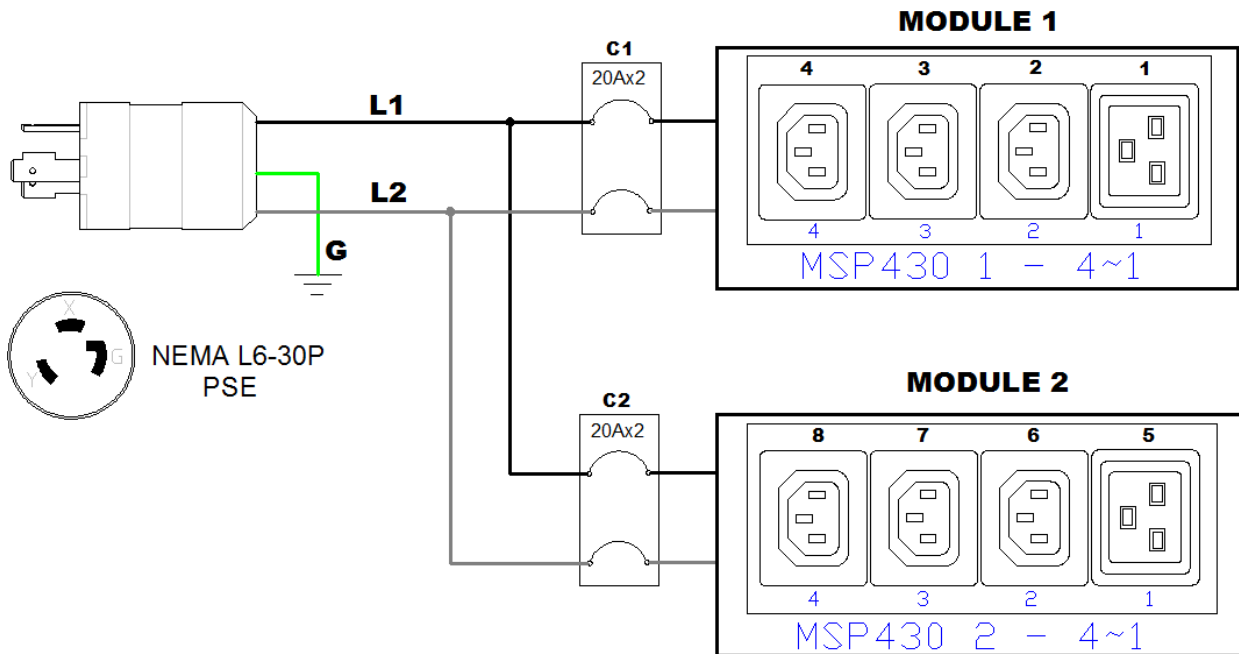 MODULE 1
C1
20Ax2
4 3 2 1
L1
L2
G
4 3 2 1
MSP430 1 - 4~1
X
G
Y
NEMA L6-30P
PSE
MODULE 2
C2
20Ax2
8 7 6 5
4 3 2 1
MSP430 2 - 4~1